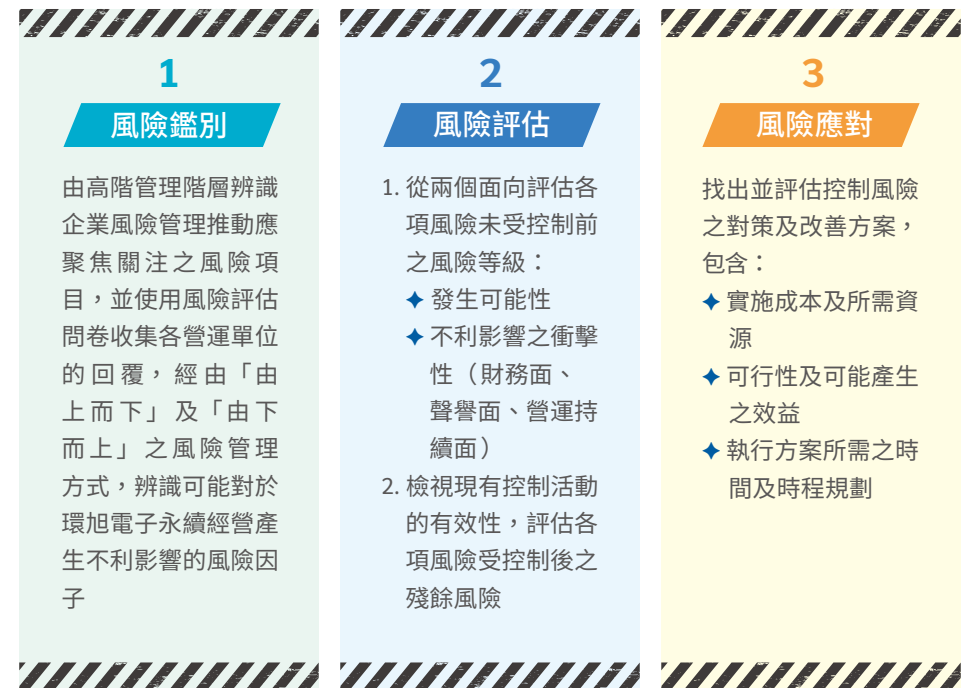 1
風險鑑別
由高階管理階層辨識
企業風險管理推動應
聚焦關注之風險項
目，並使用風險評估
問卷收集各營運單位
的回覆，經由「由
上而下」及「由下
而上」之風險管理
方式，辨識可能對於
環旭電子永續經營產
生不利影響的風險因
子
2
風險評估
1. 從兩個面向評估各
項風險未受控制前
之風險等級：
✦ 發生可能性
✦ 不利影響之衝擊
性（財務面、
聲譽面、營運持
續面）
2. 檢視現有控制活動
的有效性，評估各
項風險受控制後之
殘餘風險
3
風險應對
找出並評估控制風險
之對策及改善方案，
包含：
✦ 實施成本及所需資
源
✦ 可行性及可能產生
之效益
✦ 執行方案所需之時
間及時程規劃